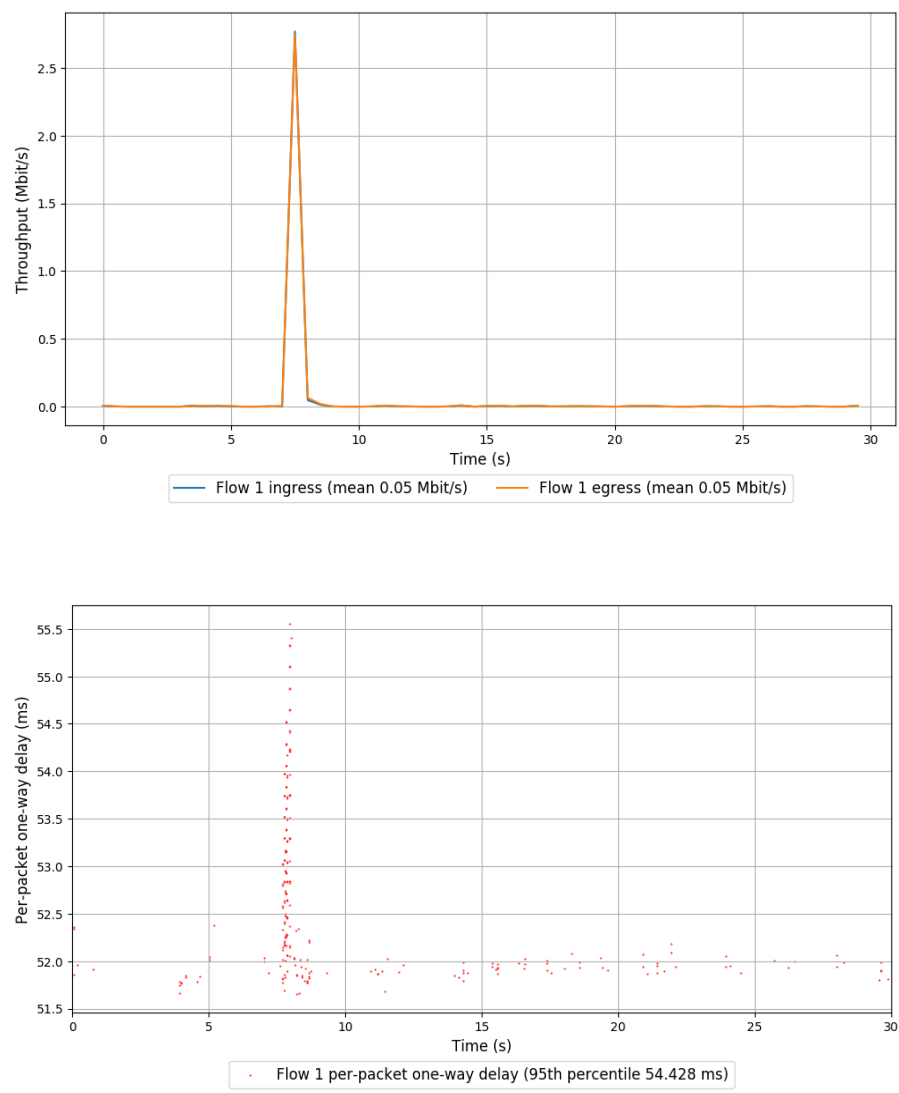 2.5
2.0
1.5
1.0
0.5
0.0
Throughput (Mbit/s)
0 5 10 15 20 25 30
Time (s)
Flow 1 ingress (mean 0.05 Mbit/s) Flow 1 egress (mean 0.05 Mbit/s)
55.5
55.0
54.5
54.0
53.5
53.0
52.5
52.0
51.5
Per-packet one-way delay (ms)
0 5 10 15 20 25 30
Time (s)
Flow 1 per-packet one-way delay (95th percentile 54.428 ms)